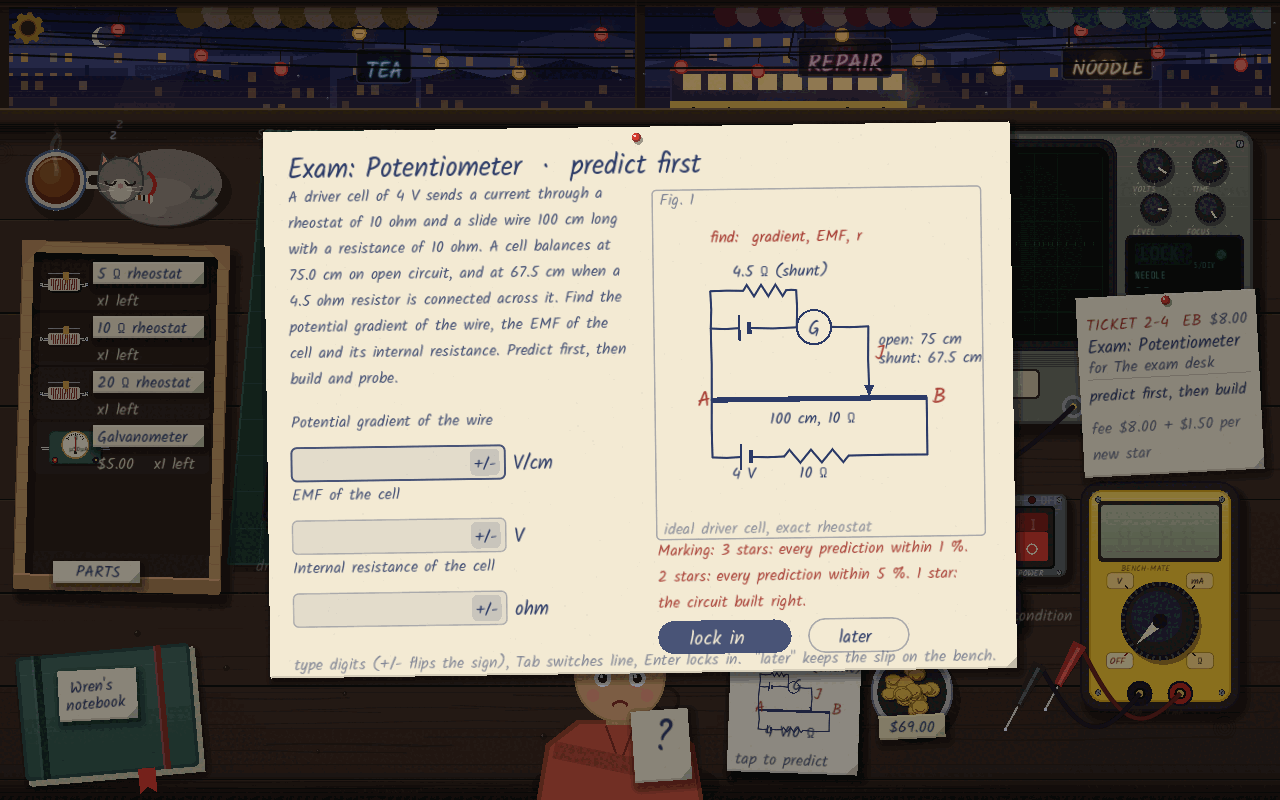 TEA
REPAIR
NOODLE
z
z
Exam: Potentiometer · predict first
A driver cell of 4 V sends a current through a
rheostat of 10 ohm and a slide wire 100 cm long
with a resistance of 10 ohm. A cell balances at
75.0 cm on open circuit, and at 67.5 cm when a
4.5 ohm resistor is connected across it. Find the
potential gradient of the wire, the EMF of the
cell and its internal resistance. Predict first, then
build and probe.
Potential gradient of the wire
+/- V/cm
EMF of the cell
+/- V
Internal resistance of the cell
+/- ohm
Fig. 1
find: gradient, EMF, r
4.5 Ω (shunt)
G
open: 75 cm
J
shunt: 67.5 cm
A
B
100 cm, 10 Ω
4 V
10 Ω
ideal driver cell, exact rheostat
Marking: 3 stars: every prediction within 1 %.
2 stars: every prediction within 5 %. 1 star:
the circuit built right.
lock in
later
type digits (+/- flips the sign), Tab switches line, Enter locks in. "later" keeps the slip on the bench.
5 Ω rheostat
x1 left
10 Ω rheostat
x1 left
20 Ω rheostat
x1 left
Galvanometer
$5.00 x1 left
PARTS
Wren's
notebook
VOLTS
TIME
LEVEL
FOCUS
LOCK
NEEDLE
TICKET 2-4 EB $8.00
Exam: Potentiometer
for The exam desk
predict first, then build
fee $8.00 + $1.50 per
new star
OFF
POWER
condition
BENCH-MATE
V
mA
OFF
Ω
?
G
J
A
B
tap to predict
$69.00